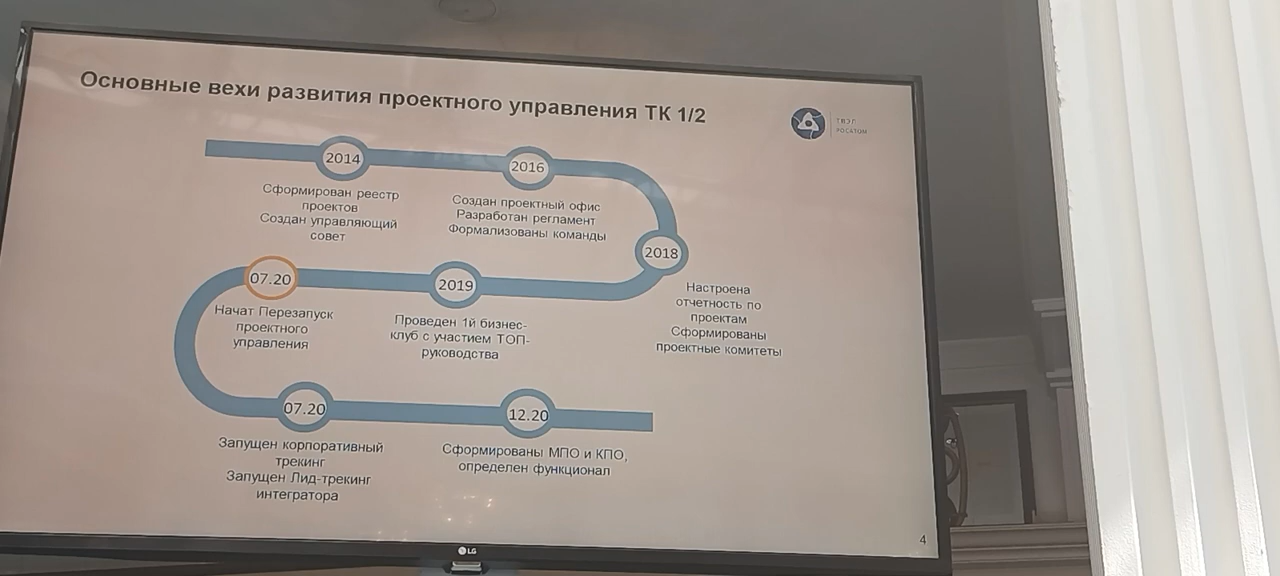 Основные вехи развития проектного управления ТК 1/2
ТВЭЛ
РОСАТОМ
2014
Сформирован реестр
проектов
Создан управляющий
совет
2016
Создан проектный офис
Разработан регламент
Формализованы команды
2018
Настроена
отчетность по
проектам
Сформированы
проектные комитеты
2019
Проведен 1й бизнес-
клуб с участием ТОП-
руководства
07.20
Начат Перезапуск
проектного
управления
07.20
Запущен корпоративный
трекинг
Запущен Лид-трекинг
интегратора
12.20
Сформированы МПО и КПО,
определен функционал
4
LG